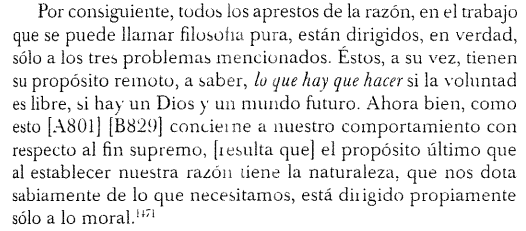 Por consiguiente, todos los aprestos de la razón, en el trabajo
que se puede llamar filosofía pura, están dirigidos, en verdad,
sólo a los tres problemas mencionados. Éstos, a su vez, tienen
su propósito remoto, a saber, lo que hay que hacer si la voluntad
es libre, si hay un Dios y un mundo futuro. Ahora bien, como
esto [A801] [B829] concierne a nuestro comportamiento con
respecto al fin supremo, [resulta que] el propósito último que
al establecer nuestra razón tiene la naturaleza, que nos dota
sabiamente de lo que necesitamos, está dirigido propiamente
sólo a lo moral.